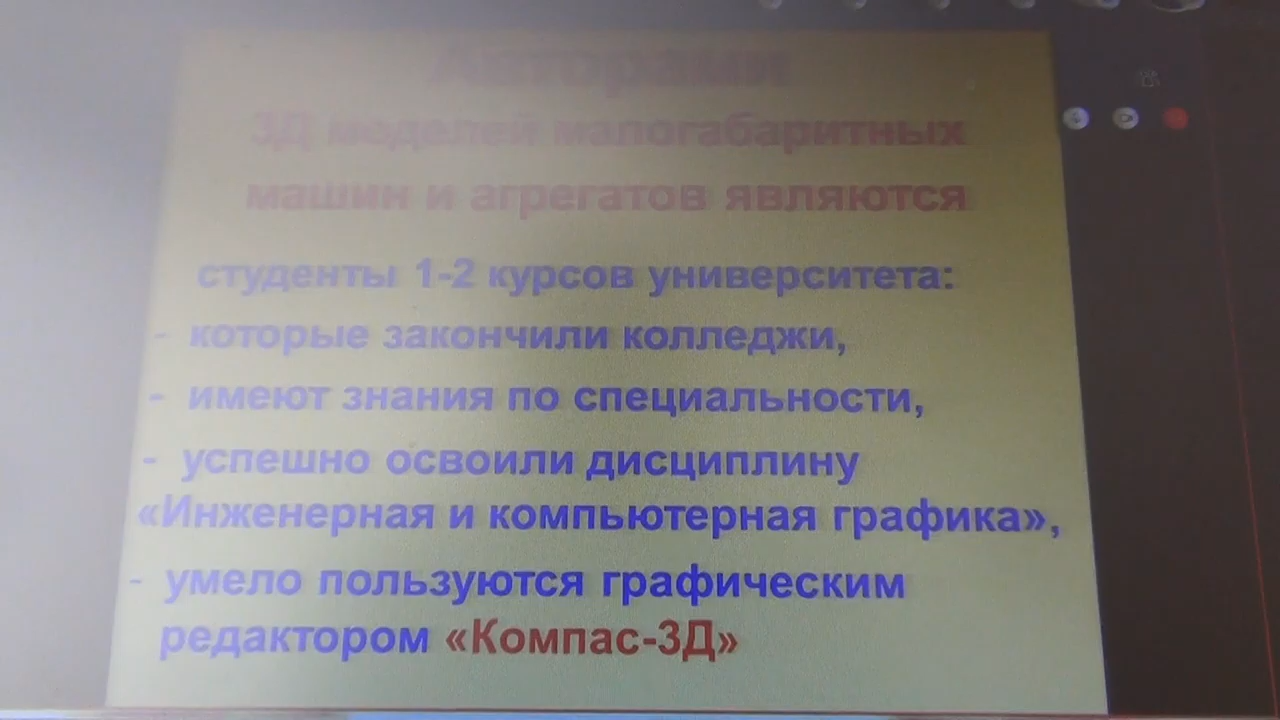 Авторами
3Д моделей малогабаритных
машин и агрегатов являются
студенты 1-2 курсов университета:
- которые закончили колледжи,
- имеют знания по специальности,
- успешно освоили дисциплину
«Инженерная и компьютерная графика»,
- умело пользуются графическим
редактором «Компас-3Д»